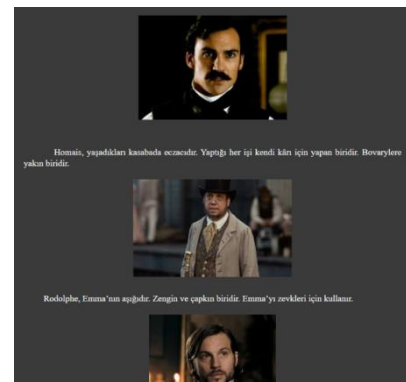 Homais, yaşadıkları kasabada eczacıdır. Yaptığı her işi kendi kârı için yapan biridir. Bovarylere
yakın biridir.
Rodolphe, Emma’nın aşığıdır. Zengin ve çapkın biridir. Emma’yı zevkleri için kullanır.